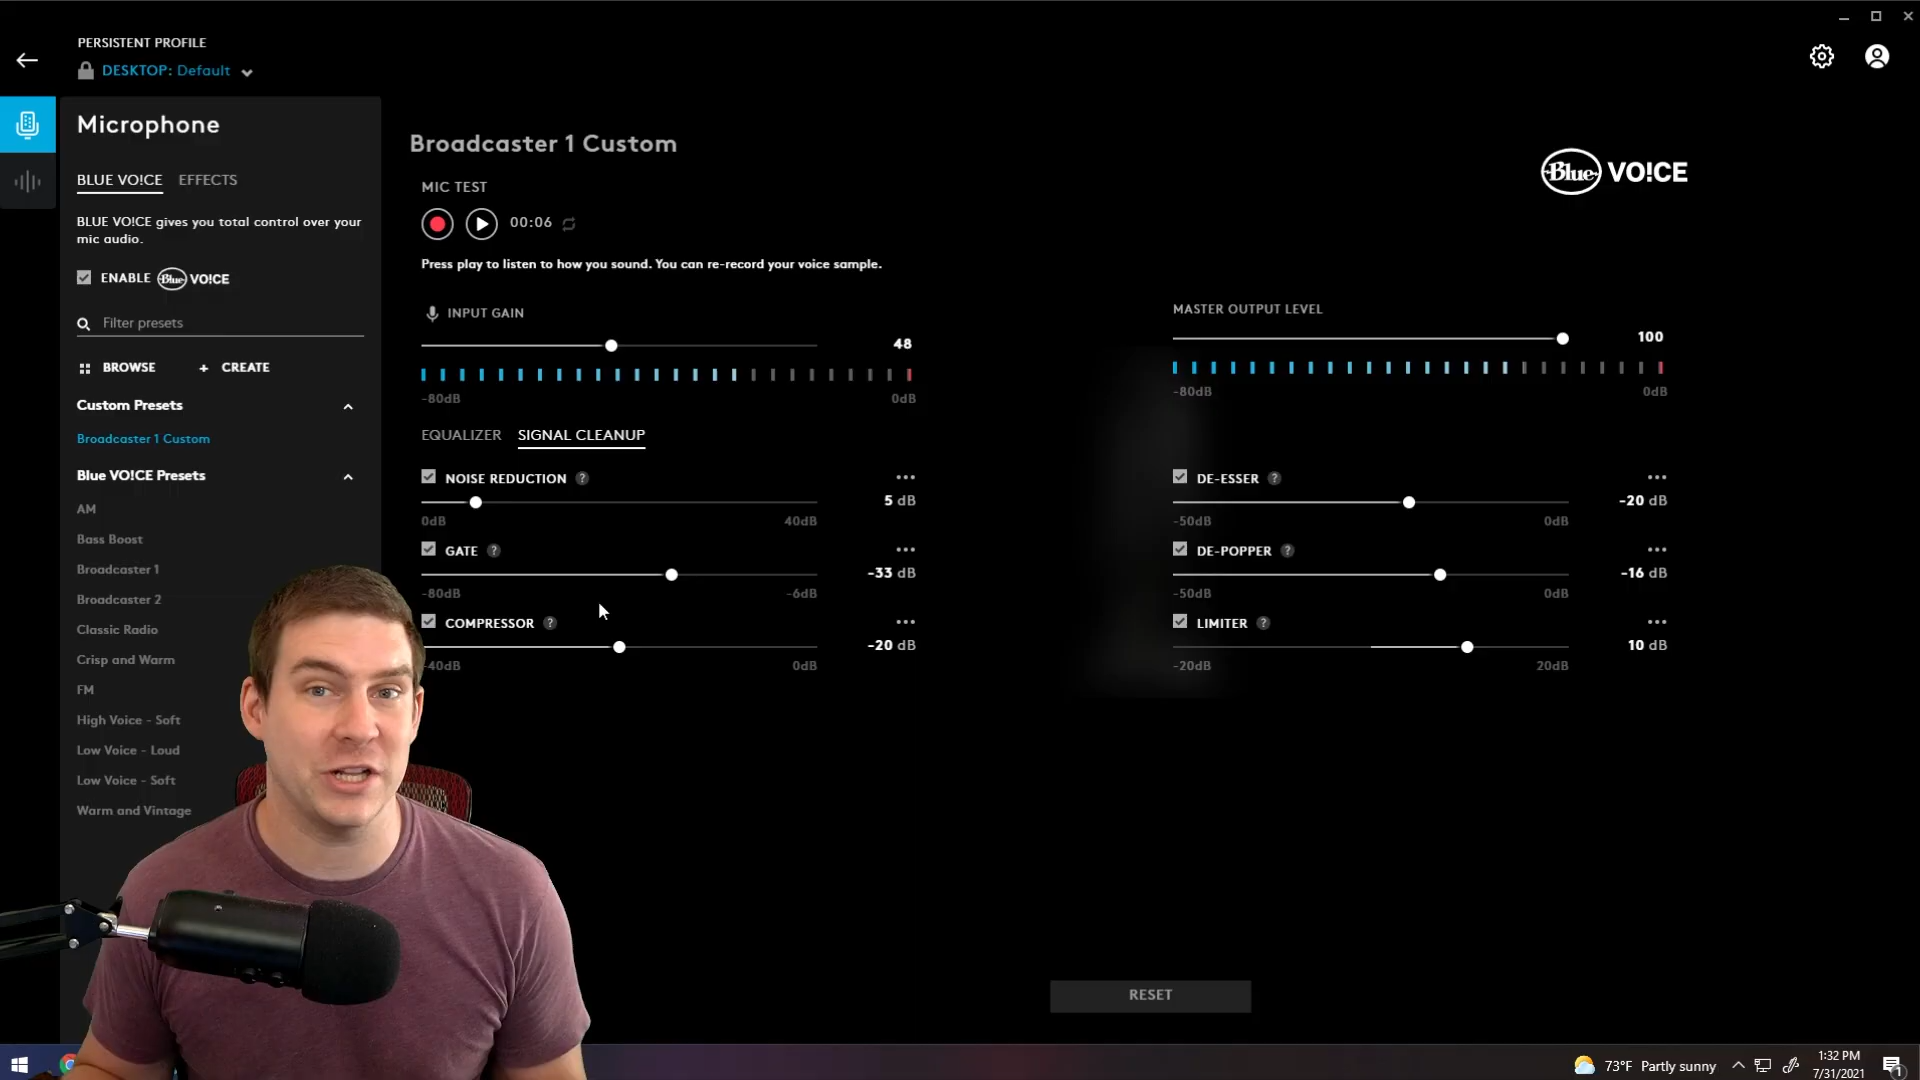 PERSISTENT PROFILE
DESKTOP: Default
Microphone
BLUE VO!CE EFFECTS
BLUE VO!CE gives you total control over your
mic audio.
ENABLE Blue VO!CE
Filter presets
BROWSE + CREATE
Custom Presets
Broadcaster 1 Custom
Blue VO!CE Presets
AM
Bass Boost
Broadcaster 1
Broadcaster 2
Classic Radio
Crisp and Warm
FM
High Voice - Soft
Low Voice - Loud
Low Voice - Soft
Warm and Vintage
Broadcaster 1 Custom
Blue VO!CE
MIC TEST
00:06
Press play to listen to how you sound. You can re-record your voice sample.
INPUT GAIN
48
-80dB 0dB
MASTER OUTPUT LEVEL
100
-80dB 0dB
EQUALIZER SIGNAL CLEANUP
NOISE REDUCTION ? ...
5 dB
0dB 40dB
GATE ? ...
-33 dB
-80dB -6dB
COMPRESSOR ? ...
-20 dB
-40dB 0dB
DE-ESSER ? ...
-20 dB
-50dB 0dB
DE-POPPER ? ...
-16 dB
-50dB 0dB
LIMITER ? ...
10 dB
-20dB 20dB
RESET
73°F Partly sunny
1:32 PM
7/31/2021
1